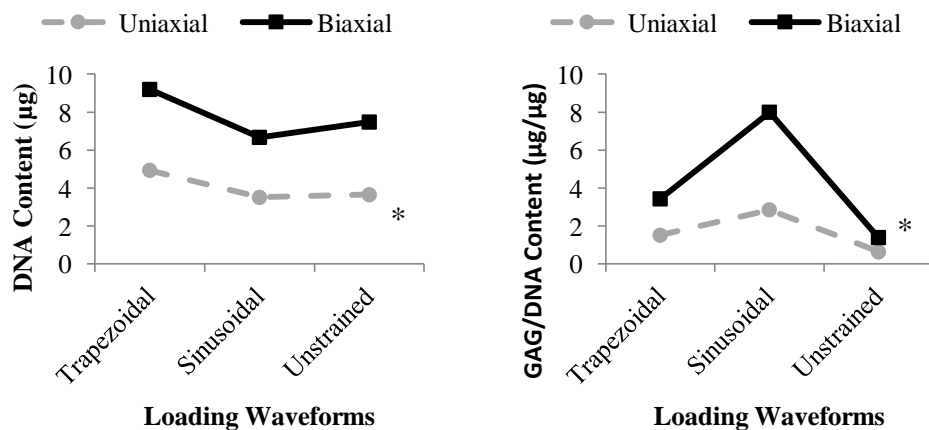 Uniaxial Biaxial
DNA Content (µg)
10
8
6
4
2
0
*
Trapezoidal
Sinusoidal
Unstrained
Loading Waveforms
Uniaxial Biaxial
GAG/DNA Content (µg/µg)
10
8
6
4
2
0
*
Trapezoidal
Sinusoidal
Unstrained
Loading Waveforms